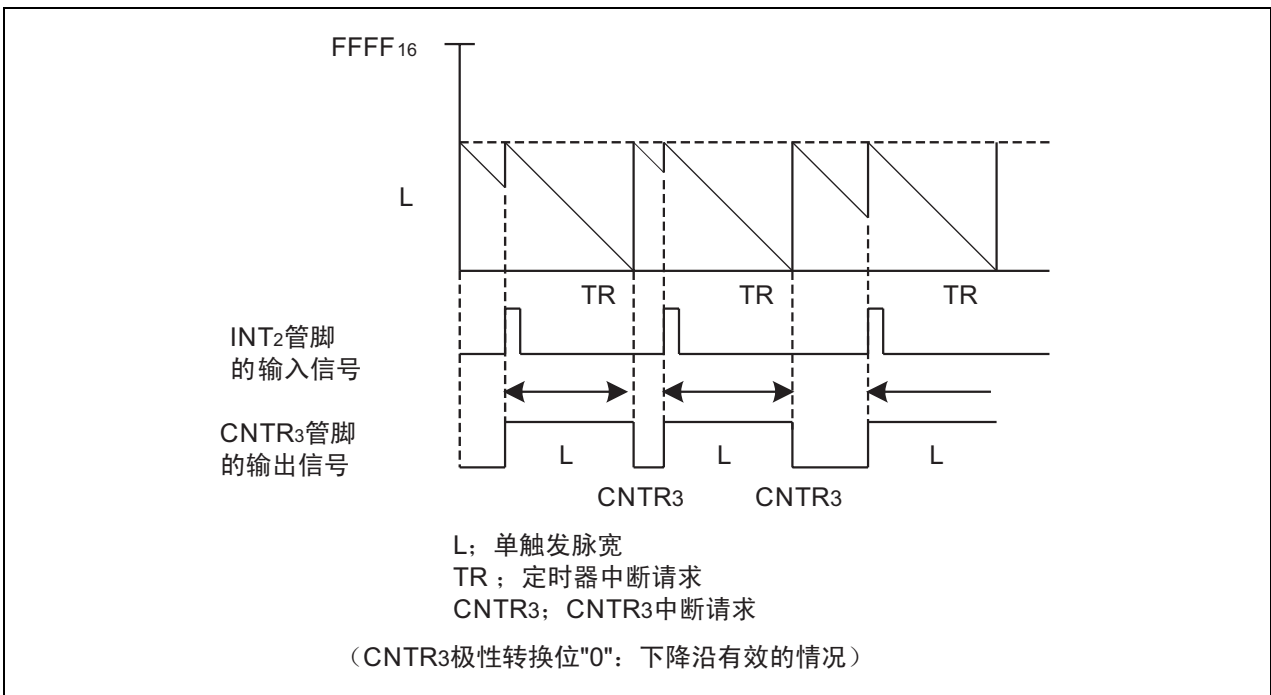 FFFF16
L
TR TR TR
INT2管脚
的输入信号
CNTR3管脚
的输出信号
L L L
CNTR3 CNTR3
L；单触发脉宽
TR ；定时器中断请求
CNTR3；CNTR3中断请求
（CNTR3极性转换位"0"：下降沿有效的情况）